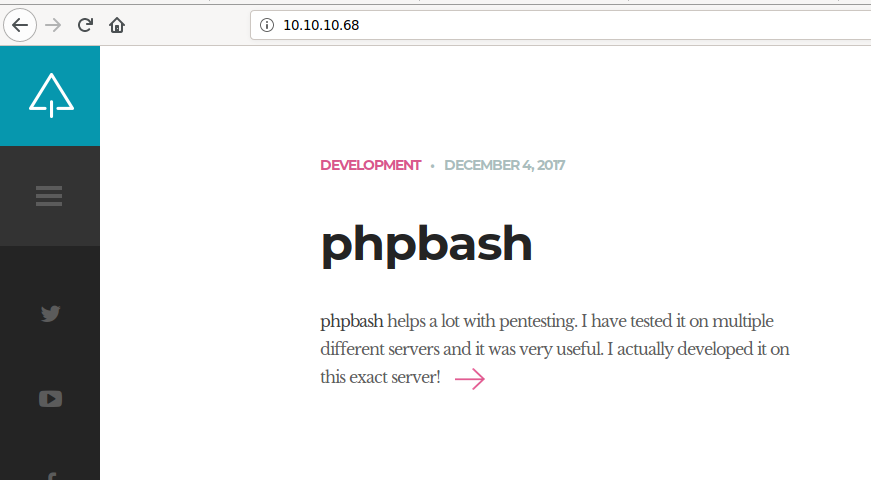 10.10.10.68
DEVELOPMENT • DECEMBER 4, 2017
phpbash
phpbash helps a lot with pentesting. I have tested it on multiple
different servers and it was very useful. I actually developed it on
this exact server!